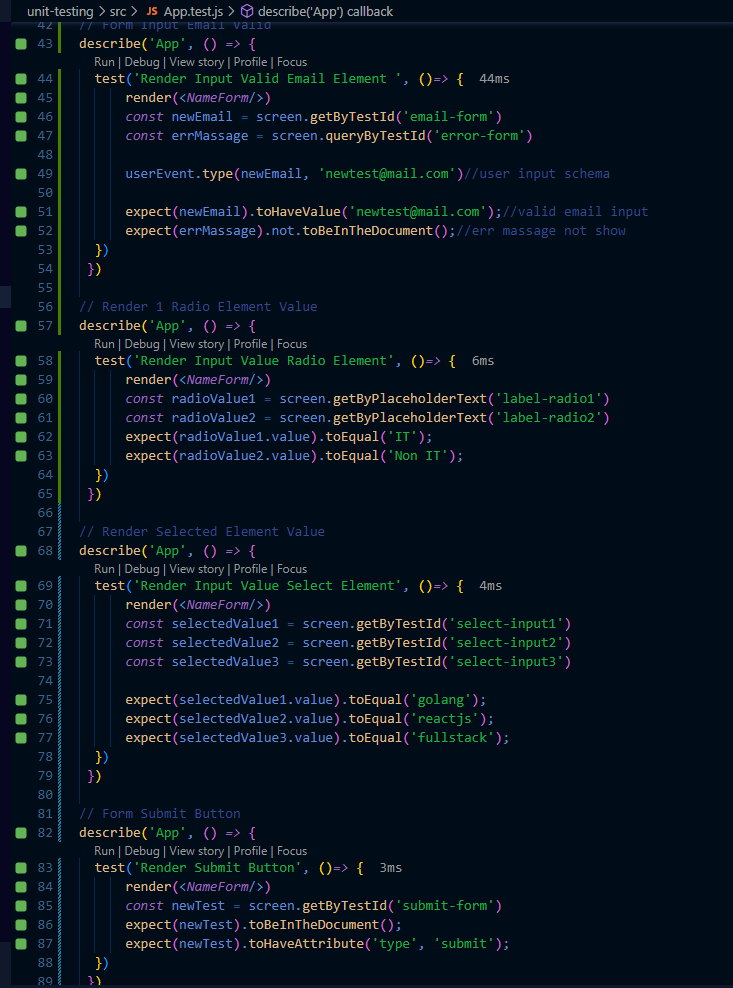 unit-testing > src > JS App.test.js > describe('App') callback
42 // Form Input Email Valid
43 describe('App', () => {
Run | Debug | View story | Profile | Focus
44 test('Render Input Valid Email Element ', ()=> { 44ms
45 render(<NameForm/>)
46 const newEmail = screen.getByTestId('email-form')
47 const errMassage = screen.queryByTestId('error-form')
48
49 userEvent.type(newEmail, 'newtest@mail.com')//user input schema
50
51 expect(newEmail).toHaveValue('newtest@mail.com');//valid email input
52 expect(errMassage).not.toBeInTheDocument();//err massage not show
53 })
54 })
55
56 // Render 1 Radio Element Value
57 describe('App', () => {
Run | Debug | View story | Profile | Focus
58 test('Render Input Value Radio Element', ()=> { 6ms
59 render(<NameForm/>)
60 const radioValue1 = screen.getByPlaceholderText('label-radio1')
61 const radioValue2 = screen.getByPlaceholderText('label-radio2')
62 expect(radioValue1.value).toEqual('IT');
63 expect(radioValue2.value).toEqual('Non IT');
64 })
65 })
66
67 // Render Selected Element Value
68 describe('App', () => {
Run | Debug | View story | Profile | Focus
69 test('Render Input Value Select Element', ()=> { 4ms
70 render(<NameForm/>)
71 const selectedValue1 = screen.getByTestId('select-input1')
72 const selectedValue2 = screen.getByTestId('select-input2')
73 const selectedValue3 = screen.getByTestId('select-input3')
74
75 expect(selectedValue1.value).toEqual('golang');
76 expect(selectedValue2.value).toEqual('reactjs');
77 expect(selectedValue3.value).toEqual('fullstack');
78 })
79 })
80
81 // Form Submit Button
82 describe('App', () => {
Run | Debug | View story | Profile | Focus
83 test('Render Submit Button', ()=> { 3ms
84 render(<NameForm/>)
85 const newTest = screen.getByTestId('submit-form')
86 expect(newTest).toBeInTheDocument();
87 expect(newTest).toHaveAttribute('type', 'submit');
88 })
89 })